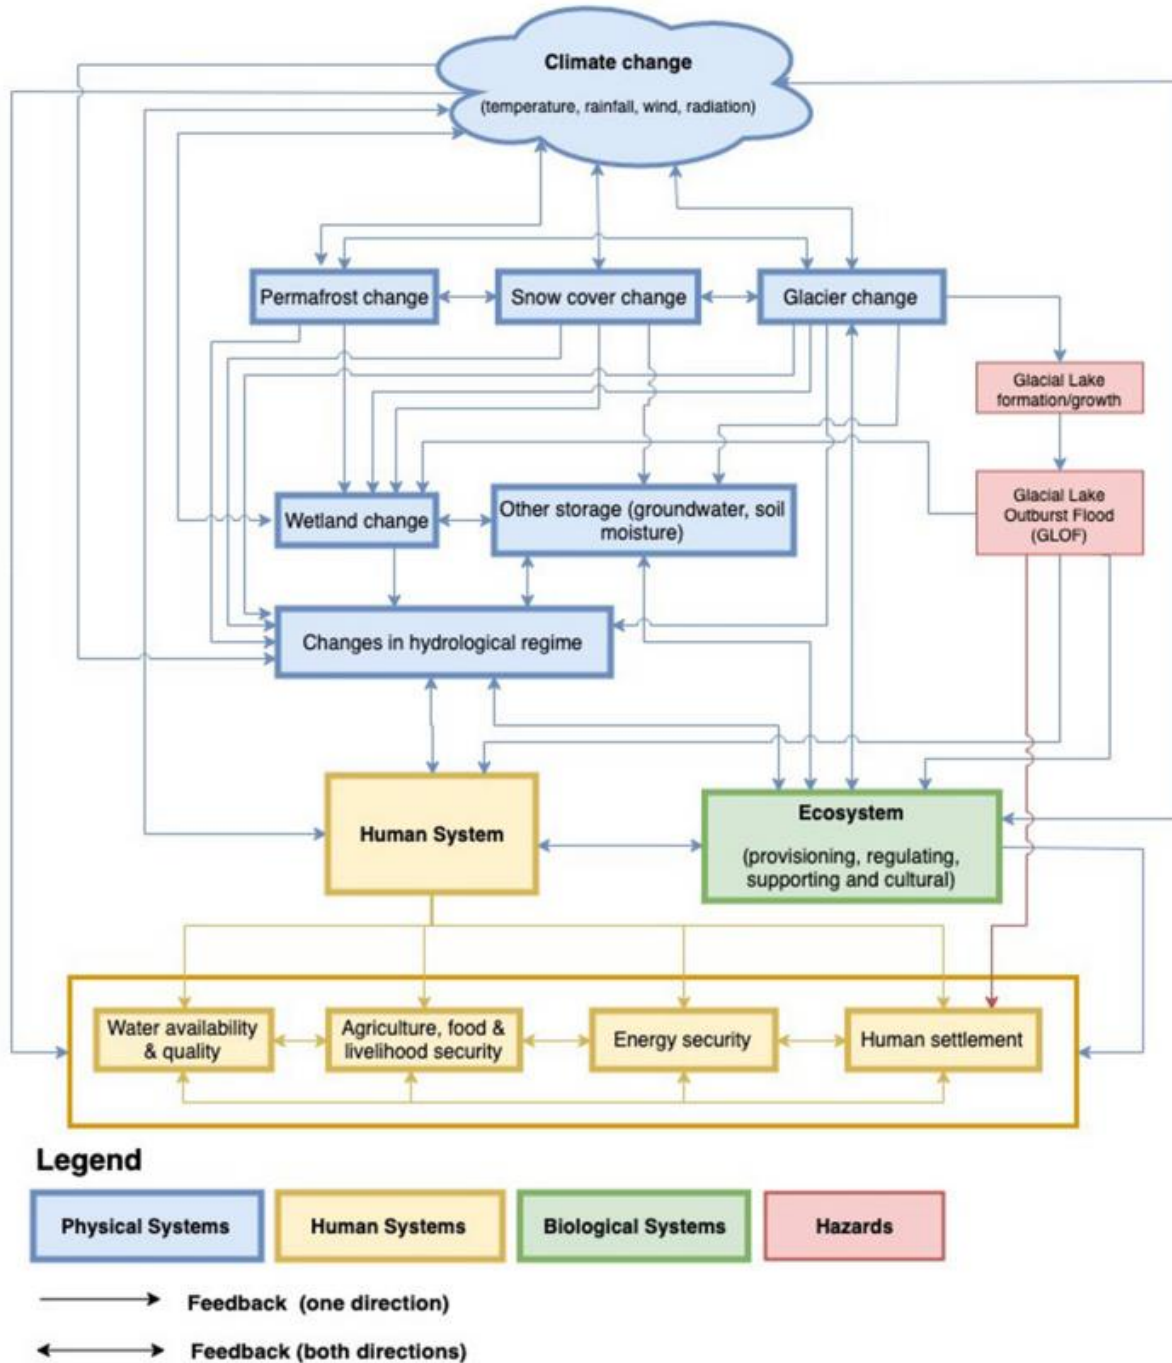 Climate change
(temperature, rainfall, wind, radiation)
Permafrost change
Snow cover change
Glacier change
Glacial Lake
formation/growth
Glacial Lake
Outburst Flood
(GLOF)
Wetland change
Other storage (groundwater, soil
moisture)
Changes in hydrological regime
Human System
Ecosystem
(provisioning, regulating,
supporting and cultural)
Water availability
& quality
Agriculture, food &
livelihood security
Energy security
Human settlement
Legend
Physical Systems
Human Systems
Biological Systems
Hazards
Feedback (one direction)
Feedback (both directions)